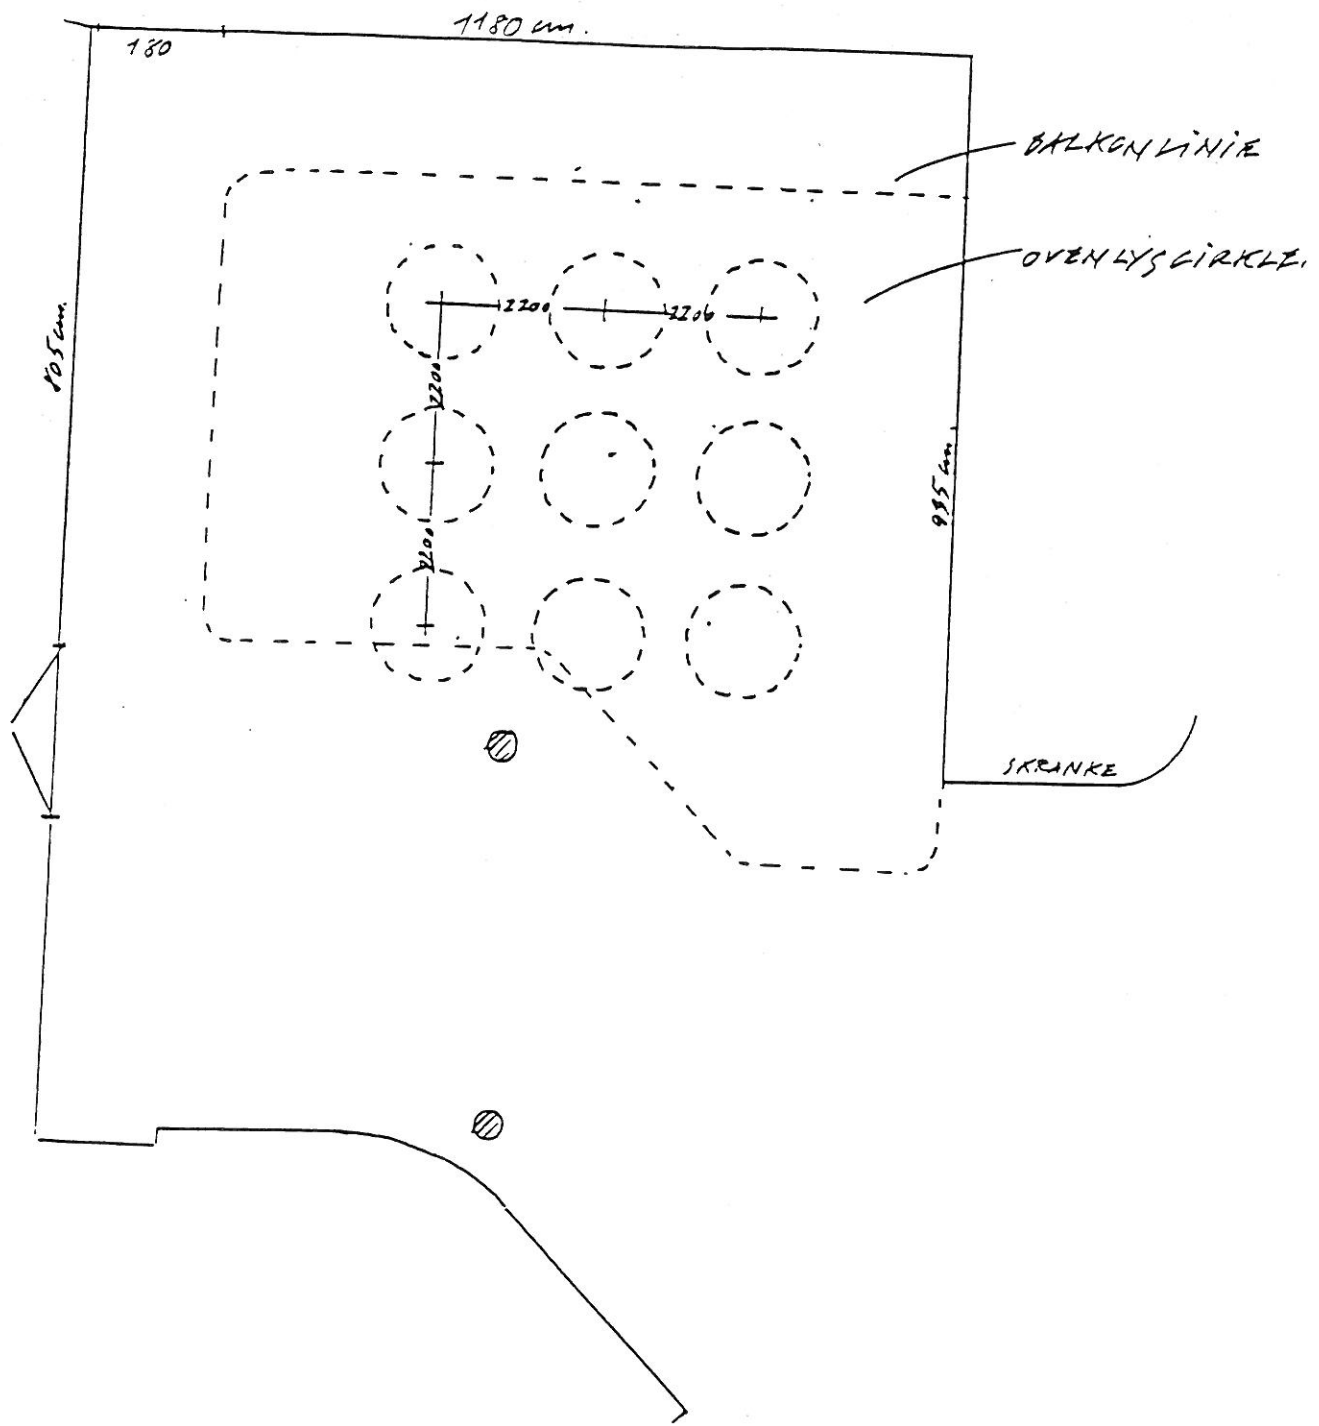 1180 cm.
180
BALKONLINIE
OVENLYSCIRKLE.
805 cm.
2200
2200
2200
2200
935 cm.
SKRANKE